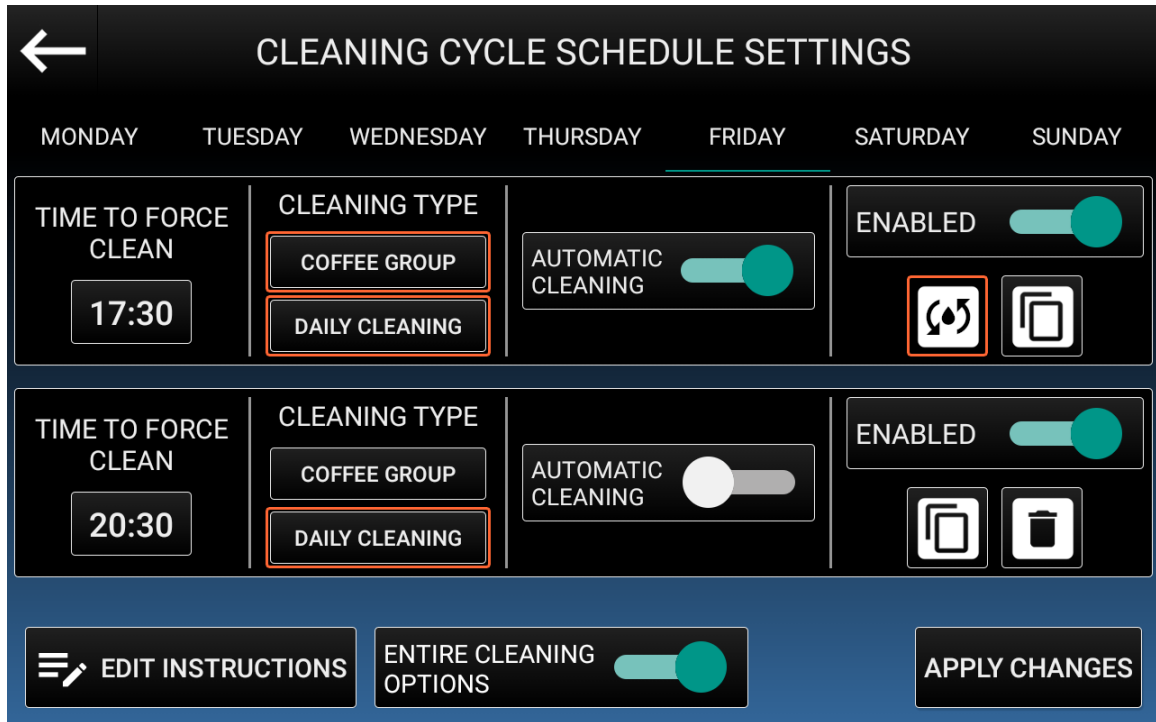 CLEANING CYCLE SCHEDULE SETTINGS
MONDAY TUESDAY WEDNESDAY THURSDAY FRIDAY SATURDAY SUNDAY
TIME TO FORCE
CLEAN
17:30
CLEANING TYPE
COFFEE GROUP
DAILY CLEANING
AUTOMATIC
CLEANING
ENABLED
TIME TO FORCE
CLEAN
20:30
CLEANING TYPE
COFFEE GROUP
DAILY CLEANING
AUTOMATIC
CLEANING
ENABLED
EDIT INSTRUCTIONS
ENTIRE CLEANING
OPTIONS
APPLY CHANGES